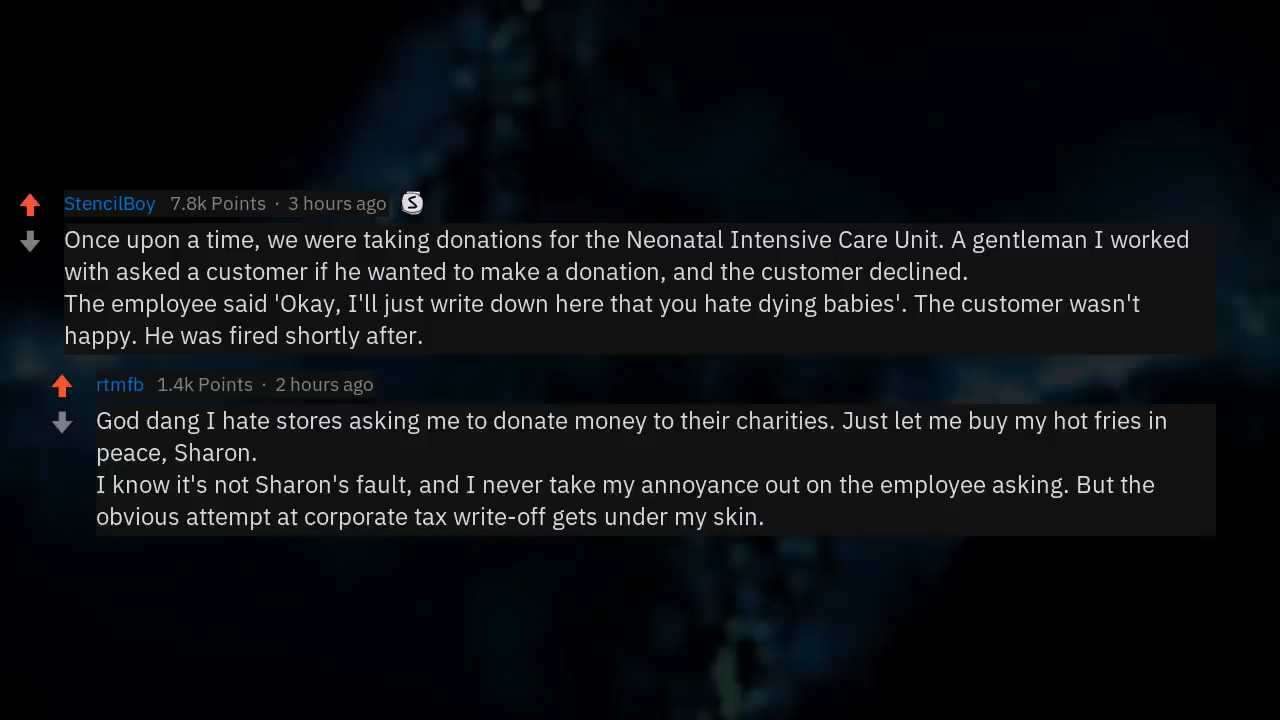 StencilBoy 7.8k Points · 3 hours ago S
Once upon a time, we were taking donations for the Neonatal Intensive Care Unit. A gentleman I worked
with asked a customer if he wanted to make a donation, and the customer declined.
The employee said 'Okay, I'll just write down here that you hate dying babies'. The customer wasn't
happy. He was fired shortly after.
rtmfb 1.4k Points · 2 hours ago
God dang I hate stores asking me to donate money to their charities. Just let me buy my hot fries in
peace, Sharon.
I know it's not Sharon's fault, and I never take my annoyance out on the employee asking. But the
obvious attempt at corporate tax write-off gets under my skin.